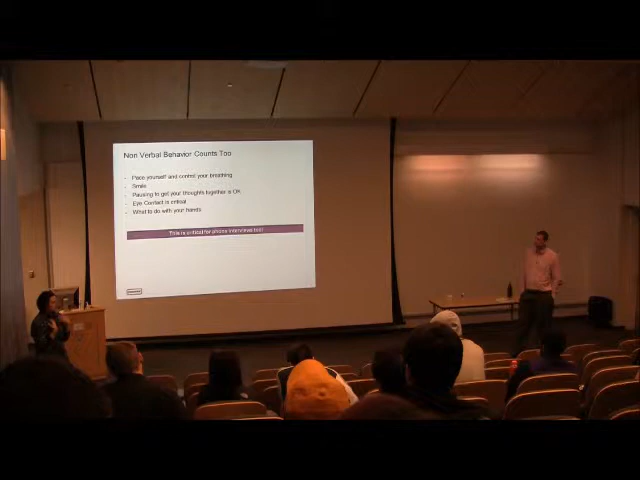 Non Verbal Behavior Counts Too
- Pace yourself and control your breathing
- Smile
- Pausing to get your thoughts together is OK
- Eye Contact is critical
- What to do with your hands
This is critical for phone interviews too!